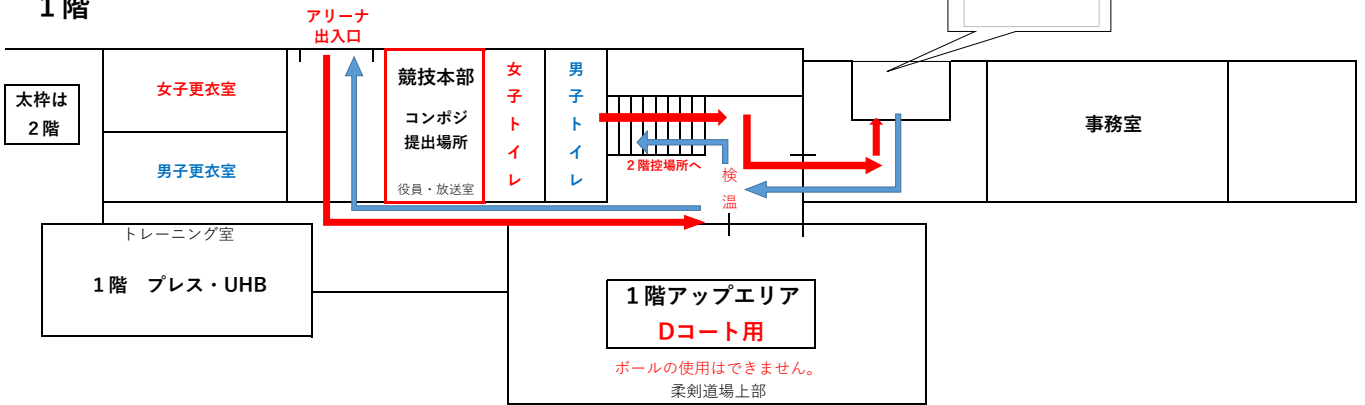 1階
アリーナ
出入口
太枠は
２階
女子更衣室
男子更衣室
競技本部
コンポジ
提出場所
役員・放送室
女子トイレ
男子トイレ
２階控場所へ
検温
事務室
トレーニング室
１階　プレス・UHB
１階アップエリア
Dコート用
ボールの使用はできません。
柔剣道場上部